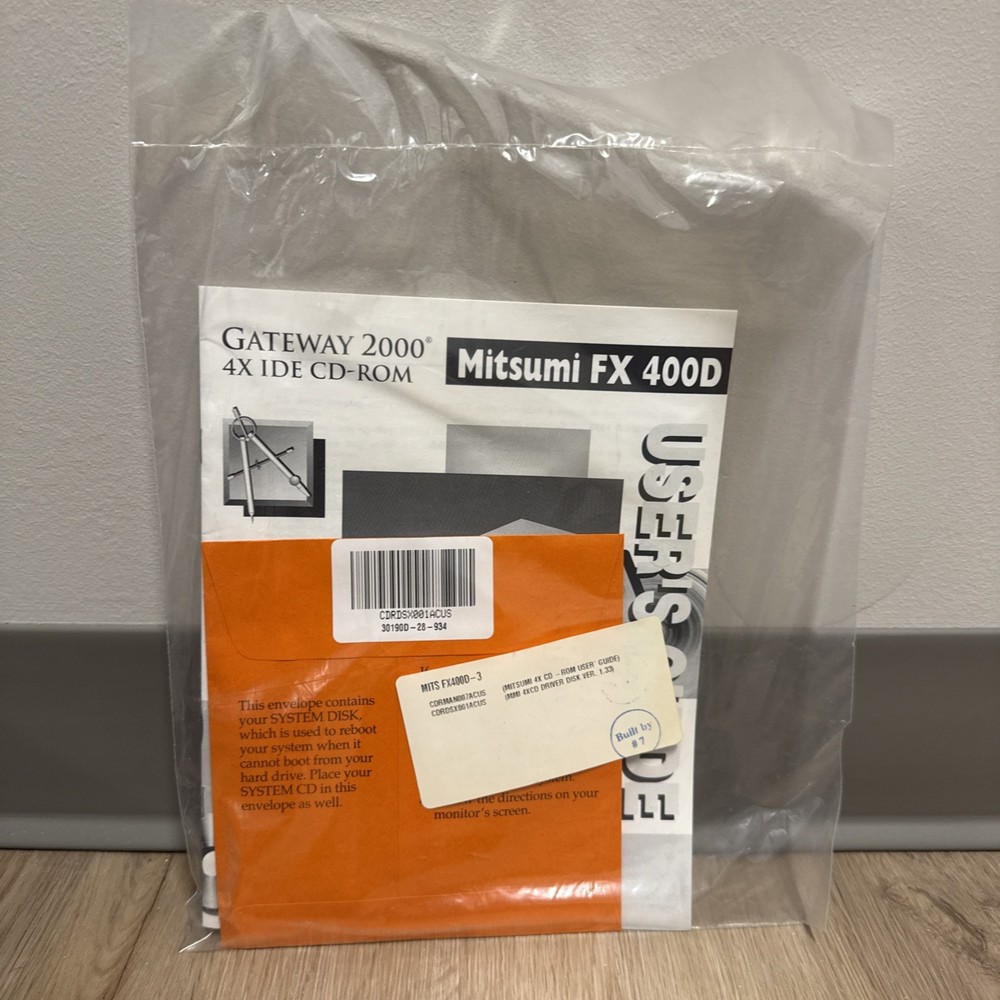 GATEWAY 2000®
4X IDE CD-ROM
Mitsumi FX 400D
USER'S GUIDE
CDRDSX001ACUS
30190D-28-934
MITS FX400D-3
CDRMAN007ACUS (MITSUMI 4X CD -ROM USER' GUIDE)
CDRDSX001ACUS (MMI 4XCD DRIVER DISK VER. 1.33)
Built by
#7
This envelope contains
your SYSTEM DISK,
which is used to reboot
your system when it
cannot boot from your
hard drive. Place your
SYSTEM CD in this
envelope as well.
the directions on your
monitor's screen.